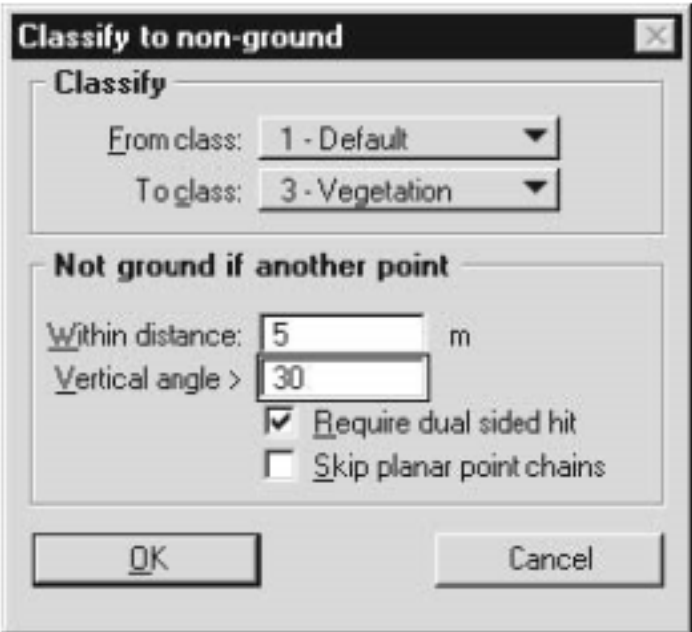 Classify to non-ground
Classify
From class: 1 - Default
To class: 3 - Vegetation
Not ground if another point
Within distance: 5 m
Vertical angle > 30
Require dual sided hit
Skip planar point chains
OK Cancel